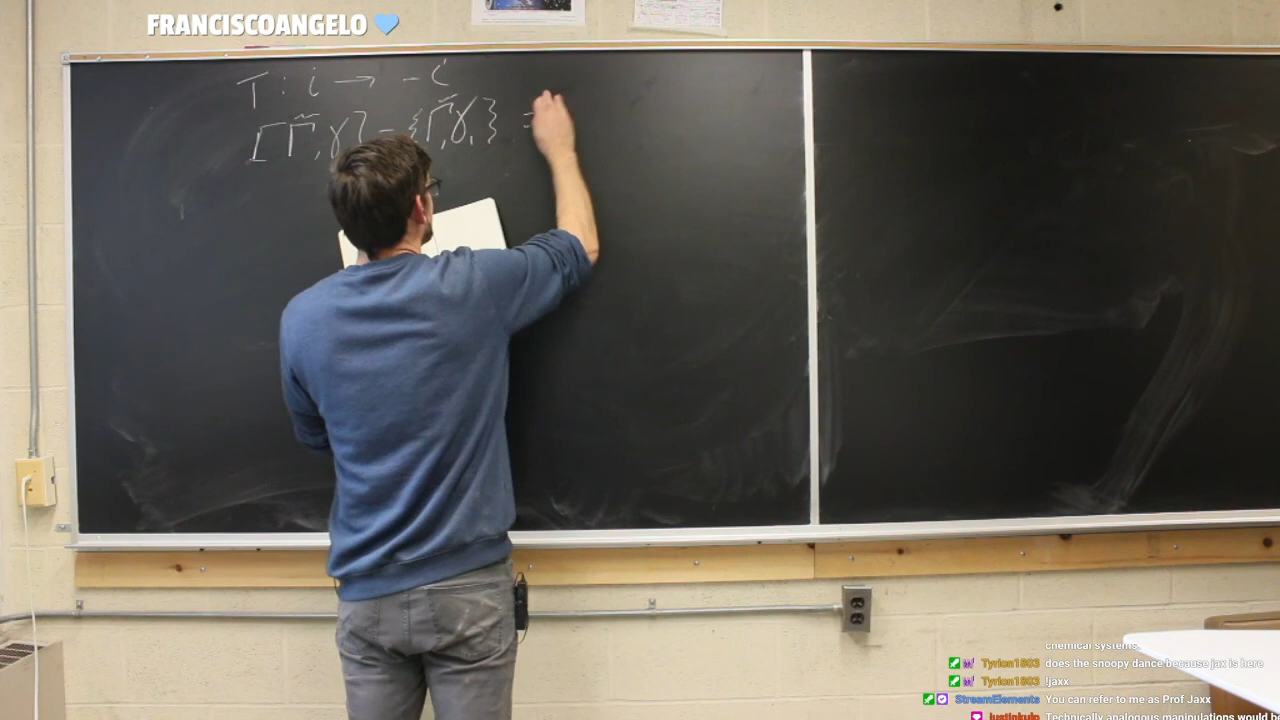 FRANCISCOANGELO 💙
T : i → - i
[Γ̃, γ] - {Γ̃, γ, } =
chemical systems
Tyrion1803 does the snoopy dance because jax is here
Tyrion1803 !jaxx
StreamElements You can refer to me as Prof Jaxx
Technically analogous manipulations would b